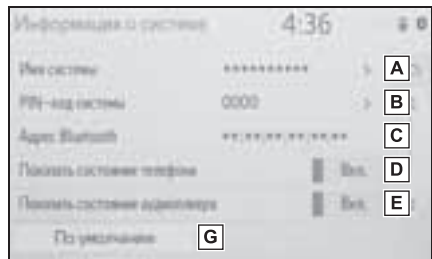 Информация о системе 4:36
Имя системы ********** > A
PIN-код системы 0000 > B
Адрес Bluetooth **:**:**:**:**:** C
Показать состояние телефона Вкл. D
Показать состояние аудиоплеера Вкл. E
По умолчанию G